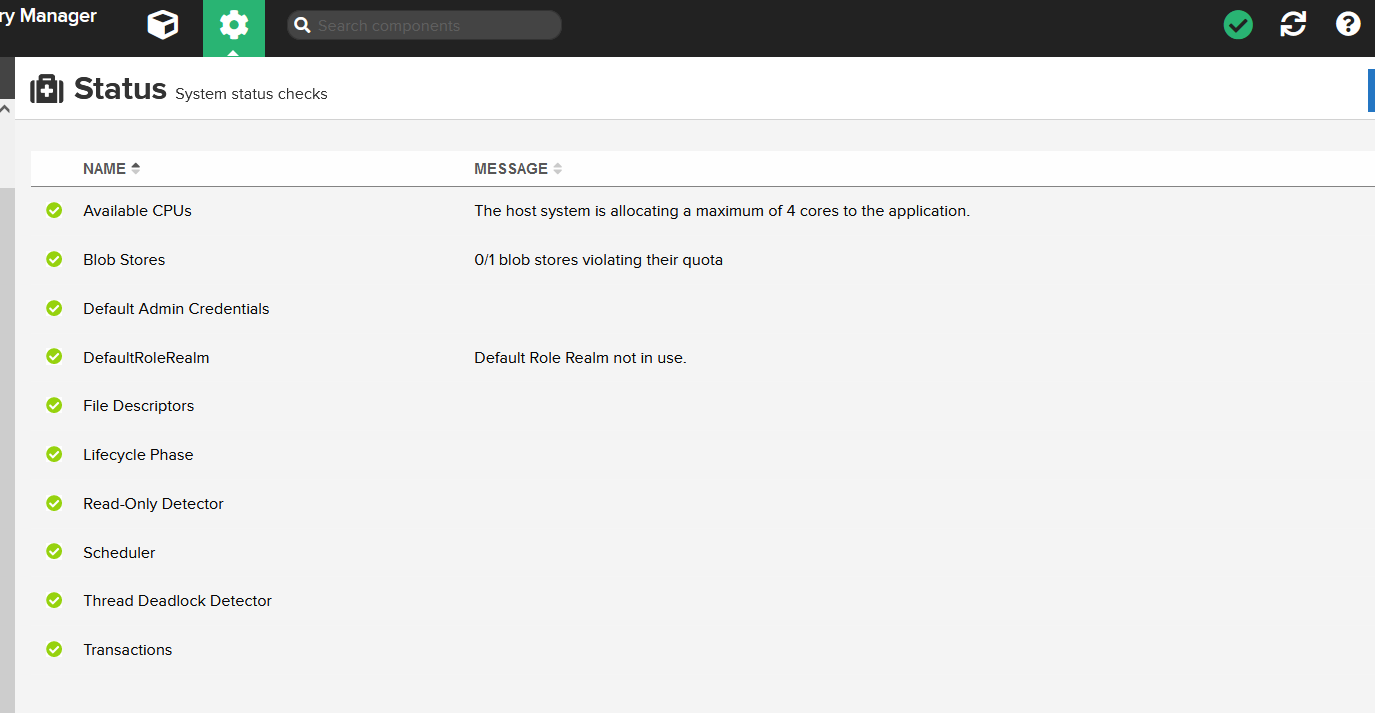 ry Manager
Search components
Status System status checks
NAME MESSAGE
Available CPUs The host system is allocating a maximum of 4 cores to the application.
Blob Stores 0/1 blob stores violating their quota
Default Admin Credentials
DefaultRoleRealm Default Role Realm not in use.
File Descriptors
Lifecycle Phase
Read-Only Detector
Scheduler
Thread Deadlock Detector
Transactions